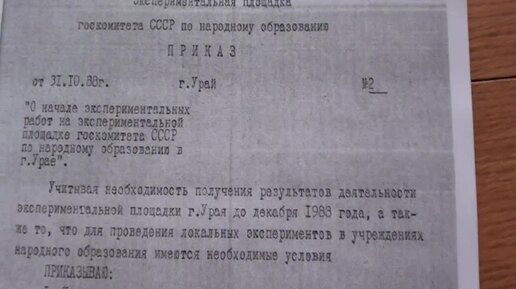 экспериментальная площадка
госкомитета СССР по народному образованию
ПРИКАЗ
от 31.10.88г. г.Урай №2
"О начале экспериментальных
работ на экспериментальной
площадке госкомитета СССР
по народному образованию в
г.Урае".
Учитывая необходимость получения результатов деятельности
экспериментальной площадки г.Урая до декабря 1988 года, а так-
же то, что для проведения локальных экспериментов в учреждениях
народного образования имеются необходимые условия
ПРИКАЗЫВАЮ: